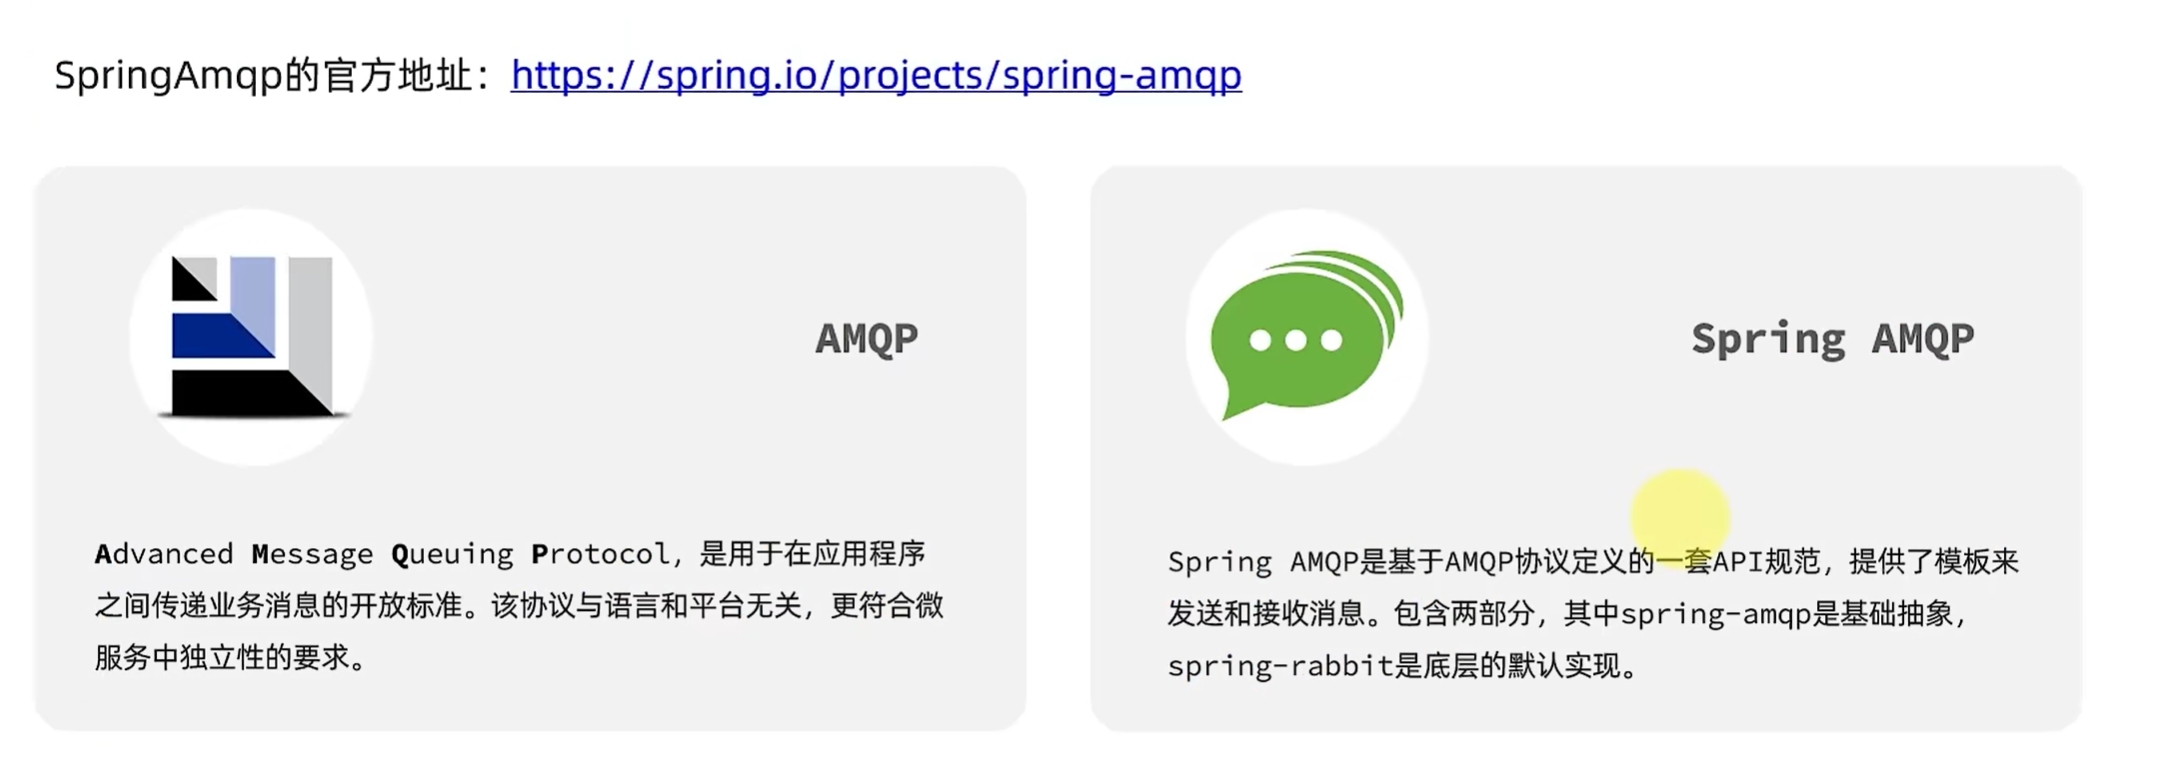 SpringAmqp的官方地址：https://spring.io/projects/spring-amqp
AMQP
Advanced Message Queuing Protocol，是用于在应用程序
之间传递业务消息的开放标准。该协议与语言和平台无关，更符合微
服务中独立性的要求。
Spring AMQP
Spring AMQP是基于AMQP协议定义的一套API规范，提供了模板来
发送和接收消息。包含两部分，其中spring-amqp是基础抽象，
spring-rabbit是底层的默认实现。